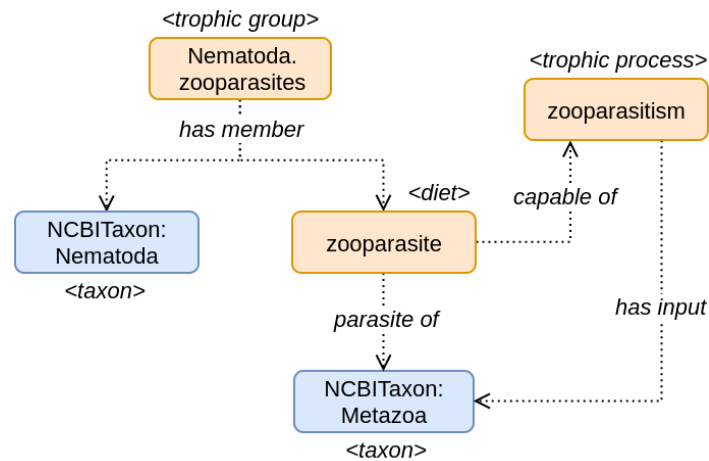 <trophic group>
Nematoda.
zooparasites
<trophic process>
zooparasitism
has member
<diet>
capable of
NCBITaxon:
Nematoda
zooparasite
<taxon>
has input
parasite of
NCBITaxon:
Metazoa
<taxon>